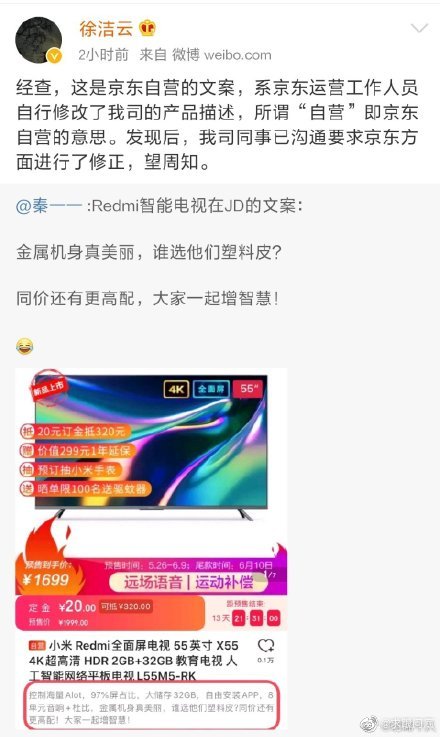 徐洁云
2小时前 来自 微博 weibo.com
经查，这是京东自营的文案，系京东运营工作人员
自行修改了我司的产品描述，所谓“自营”即京东
自营的意思。发现后，我司同事已沟通要求京东方
面进行了修正，望周知。
@秦一一 :Redmi智能电视在JD的文案：
金属机身真美丽，谁选他们塑料皮？
同价还有更高配，大家一起增智慧！
新品上市
4K 全面屏 55"
抵 20元订金抵320元
赠 价值299元1年延保
抽 预订抽小米手表
送 晒单限100名送驱蚊器
预售到手价：
¥1699
预售时间：5.26-6.9；尾款时间：6月10日
远场语音 | 运动补偿
1/7
定金 ¥20.00 可抵 ¥320.00
预售价 ¥1999.00
距预售结束
13天 21:31:00
自营 小米 Redmi全面屏电视 55英寸 X55
4K超高清 HDR 2GB+32GB 教育电视 人
工智能网络平板电视 L55M5-RK
0.1万
控制海量AIot，97%屏占比，大储存32GB，自由安装APP，8
单元音响+杜比，金属机身真美丽，谁选他们塑料皮?同价还有
更高配！大家一起增智慧！